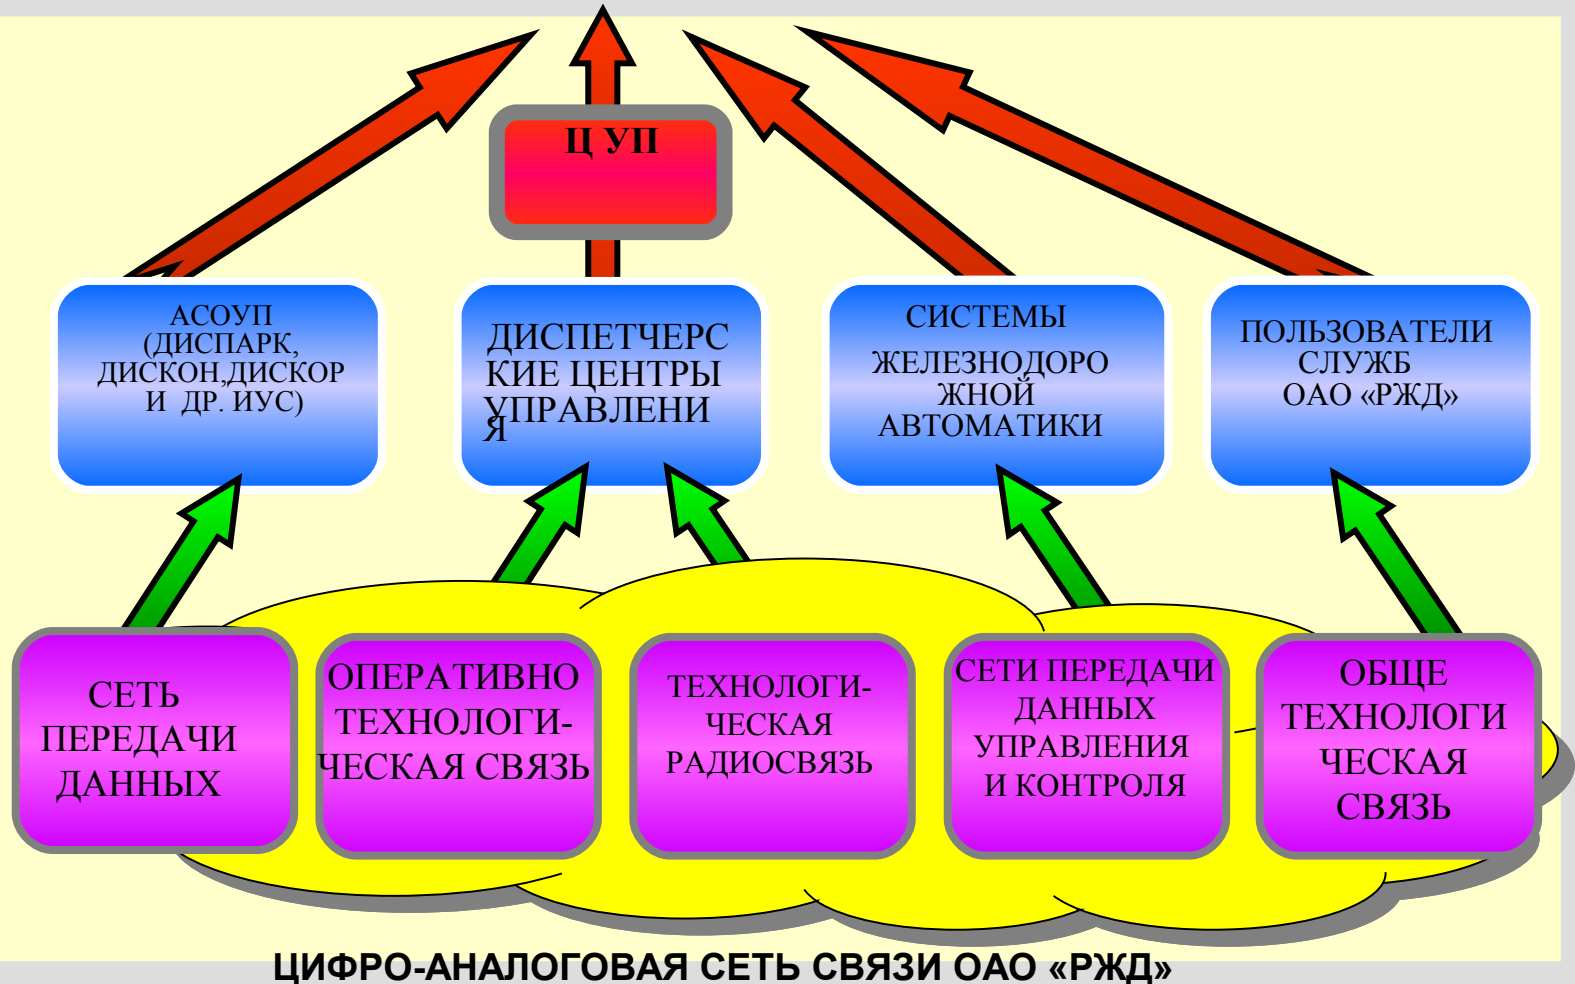 Ц УП
АСОУП
(ДИСПАРК,
ДИСКОН,ДИСКОР
И ДР. ИУС)
ДИСПЕТЧЕРС
КИЕ ЦЕНТРЫ
УПРАВЛЕНИ
Я
СИСТЕМЫ
ЖЕЛЕЗНОДОРО
ЖНОЙ
АВТОМАТИКИ
ПОЛЬЗОВАТЕЛИ
СЛУЖБ
ОАО «РЖД»
СЕТЬ
ПЕРЕДАЧИ
ДАННЫХ
ОПЕРАТИВНО
ТЕХНОЛОГИ-
ЧЕСКАЯ СВЯЗЬ
ТЕХНОЛОГИ-
ЧЕСКАЯ
РАДИОСВЯЗЬ
СЕТИ ПЕРЕДАЧИ
ДАННЫХ
УПРАВЛЕНИЯ
И КОНТРОЛЯ
ОБЩЕ
ТЕХНОЛОГИ
ЧЕСКАЯ
СВЯЗЬ
ЦИФРО-АНАЛОГОВАЯ СЕТЬ СВЯЗИ ОАО «РЖД»